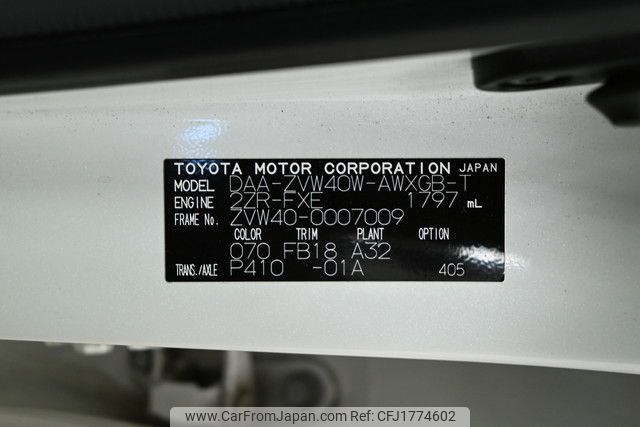 TOYOTA MOTOR CORPORATION JAPAN
MODEL DAA-ZVW40W-AWXGB-T
ENGINE 2ZR-FXE 1797 mL
FRAME No. ZVW40-0007009
COLOR TRIM PLANT OPTION
070 FB18 A32
TRANS./AXLE P410 -01A 405
© CarFromJapan.com Ref:CFJ1774602